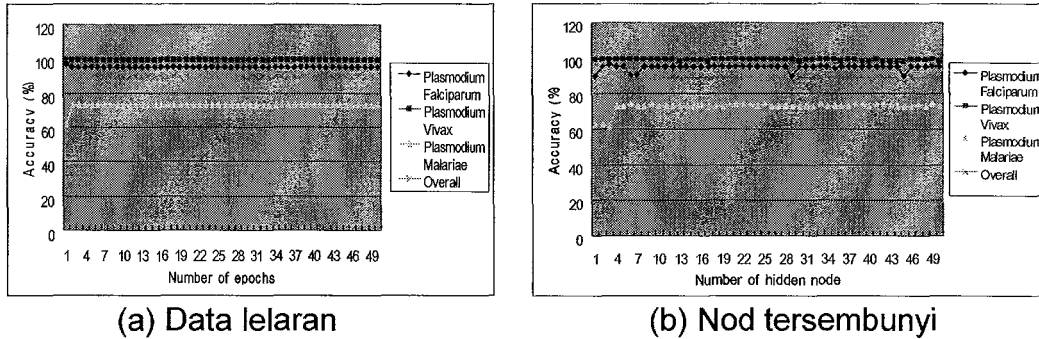 120
100
80
60
40
20
0
Accuracy (%)
1 4 7 10 13 16 19 22 25 28 31 34 37 40 43 46 49
Number of epochs
Plasmodium
Falciparum
Plasmodium
Vivax
Plasmodium
Malariae
Overall
(a) Data lelaran
120
100
80
60
40
20
0
Accuracy (%)
1 4 7 10 13 16 19 22 25 28 31 34 37 40 43 46 49
Number of hidden node
Plasmodium
Falciparum
Plasmodium
Vivax
Plasmodium
Malariae
Overall
(b) Nod tersembunyi